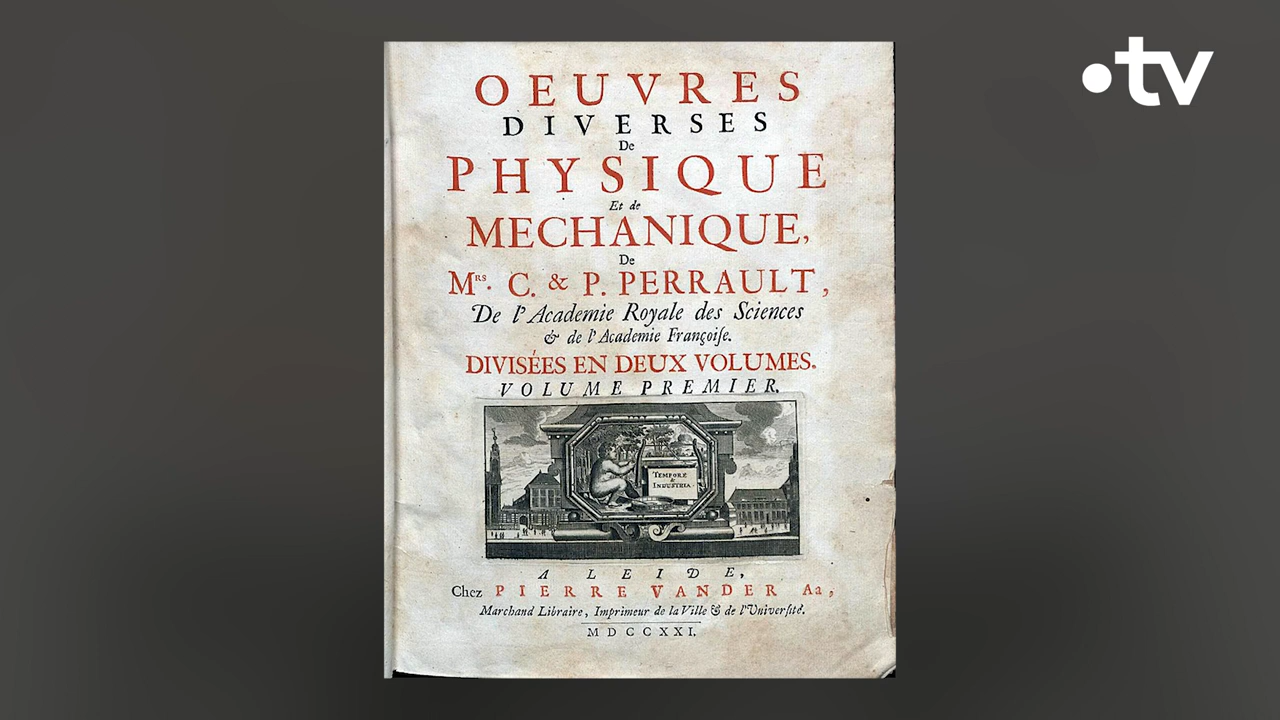 OEUVRES
DIVERSES
De
PHYSIQUE
Et de
MECHANIQUE,
De
Mrs. C. & P. PERRAULT,
De l'Academie Royale des Sciences
& de l'Academie Françoise.
DIVISÉES EN DEUX VOLUMES.
VOLUME PREMIER.
TEMPORE
&
INDUSTRIA.
A LEIDE,
Chez PIERRE VANDER Aa,
Marchand Libraire, Imprimeur de la Ville & de l'Université.
MDCCXXI.
•tv